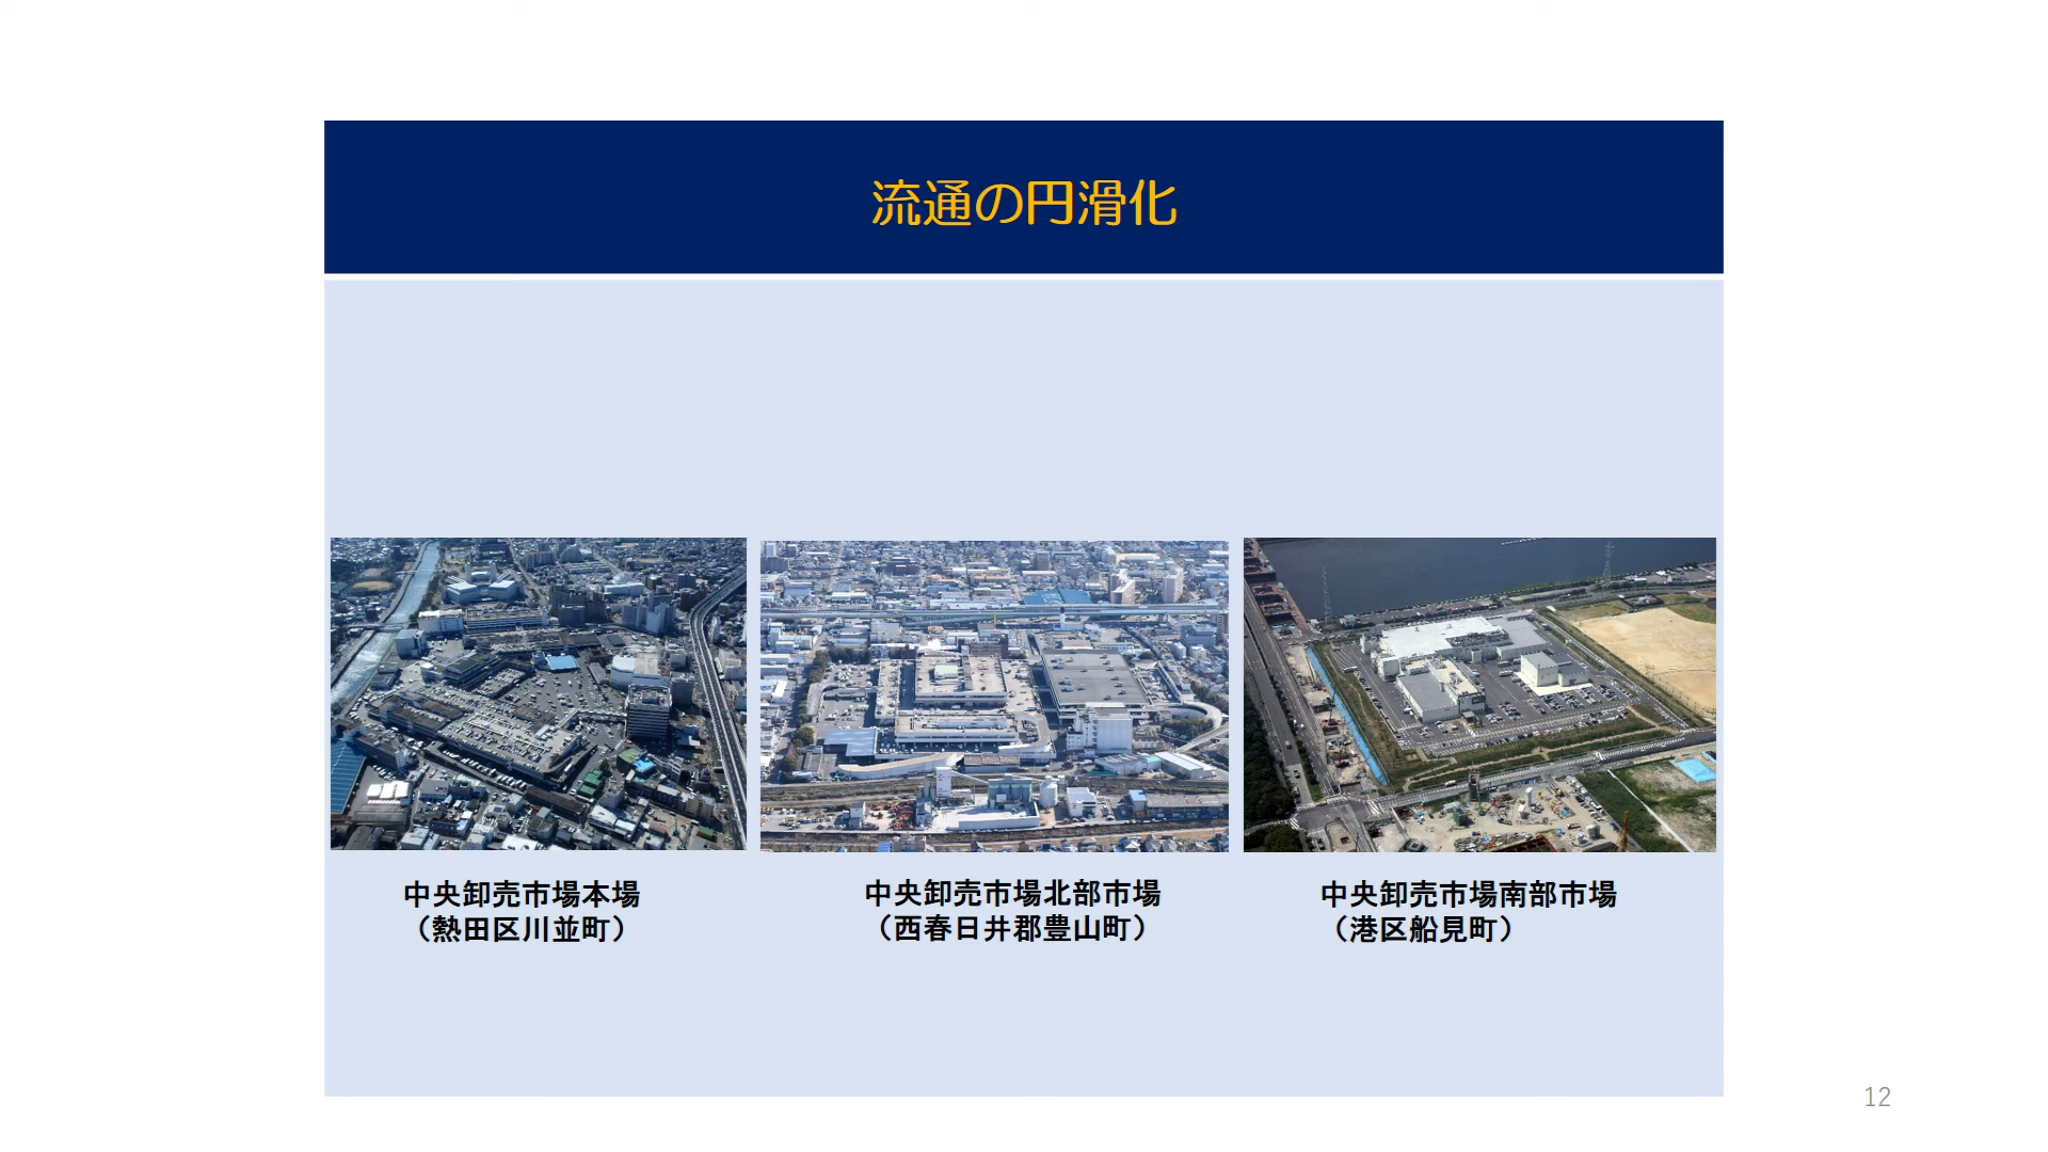 流通の円滑化
中央卸売市場本場
（熱田区川並町）
中央卸売市場北部市場
（西春日井郡豊山町）
中央卸売市場南部市場
（港区船見町）
12